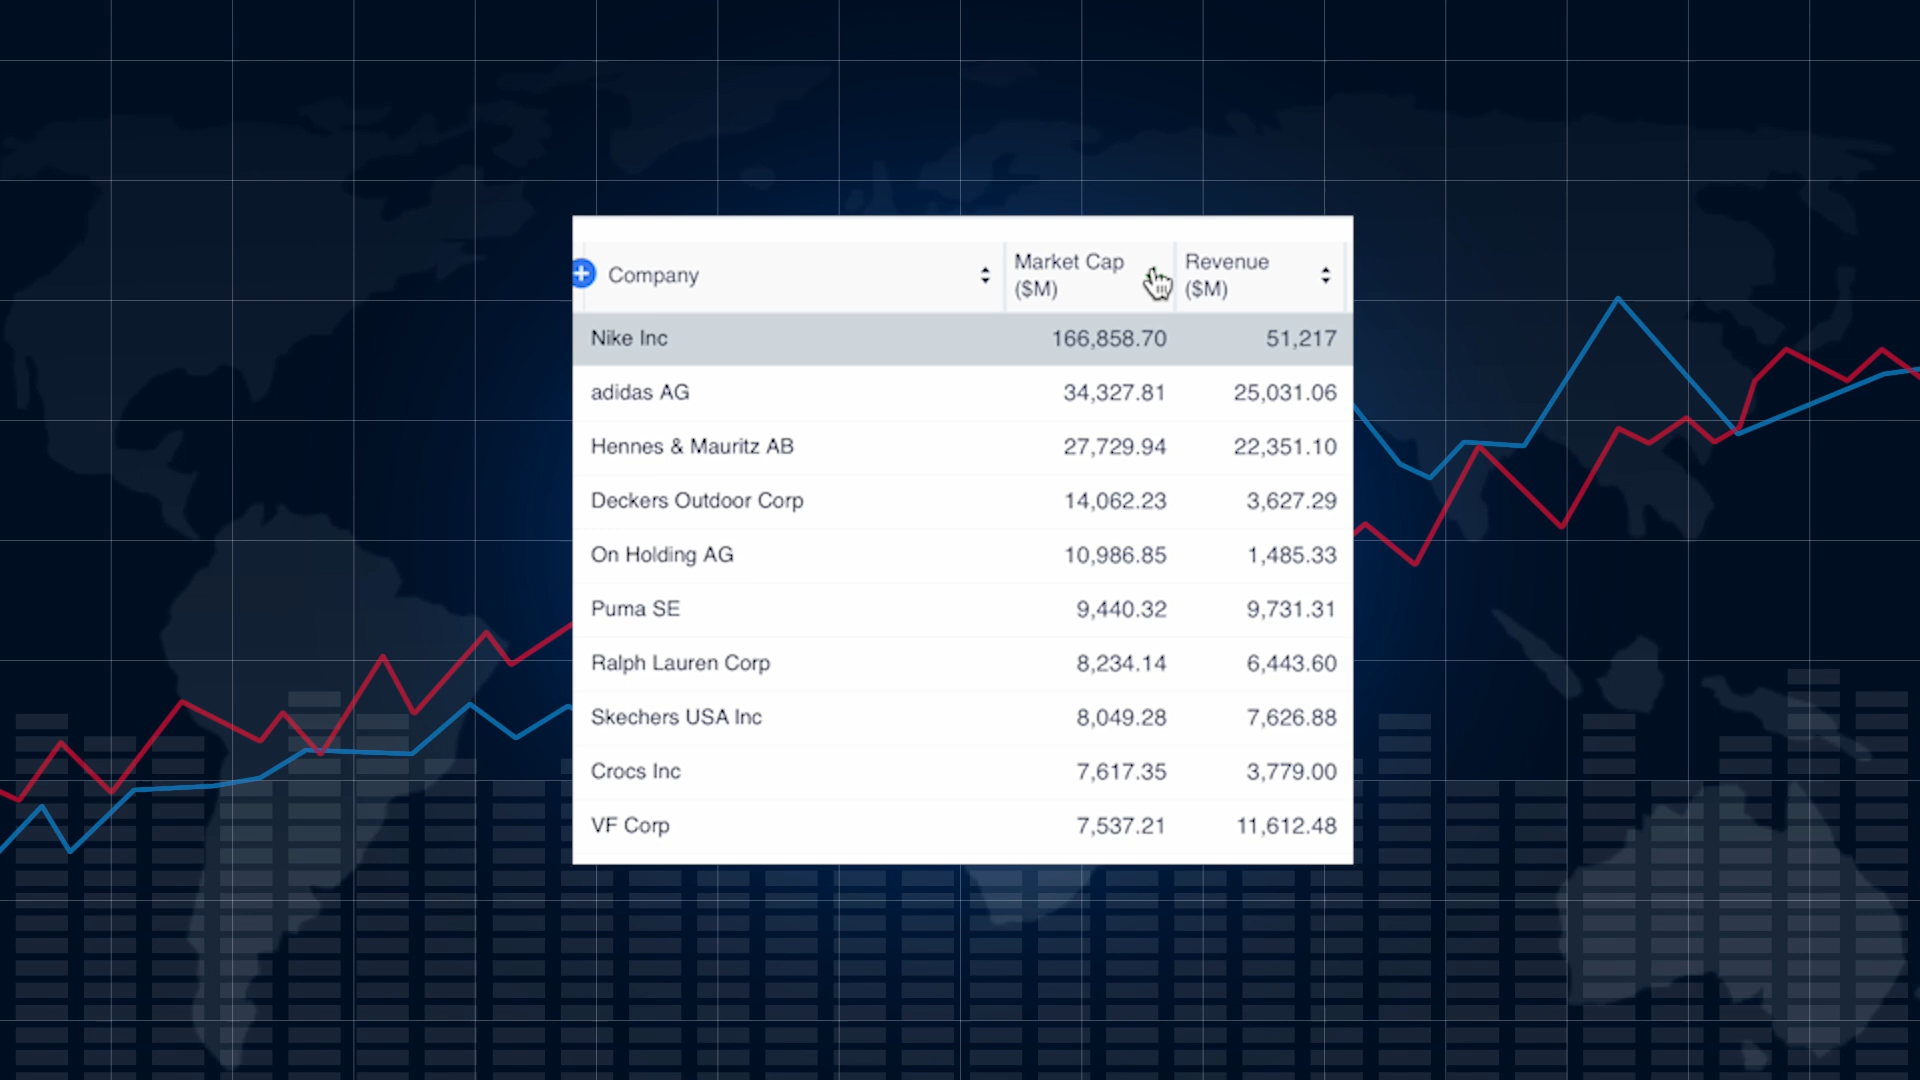 Company Market Cap ($M) Revenue ($M)
Nike Inc 166,858.70 51,217
adidas AG 34,327.81 25,031.06
Hennes & Mauritz AB 27,729.94 22,351.10
Deckers Outdoor Corp 14,062.23 3,627.29
On Holding AG 10,986.85 1,485.33
Puma SE 9,440.32 9,731.31
Ralph Lauren Corp 8,234.14 6,443.60
Skechers USA Inc 8,049.28 7,626.88
Crocs Inc 7,617.35 3,779.00
VF Corp 7,537.21 11,612.48